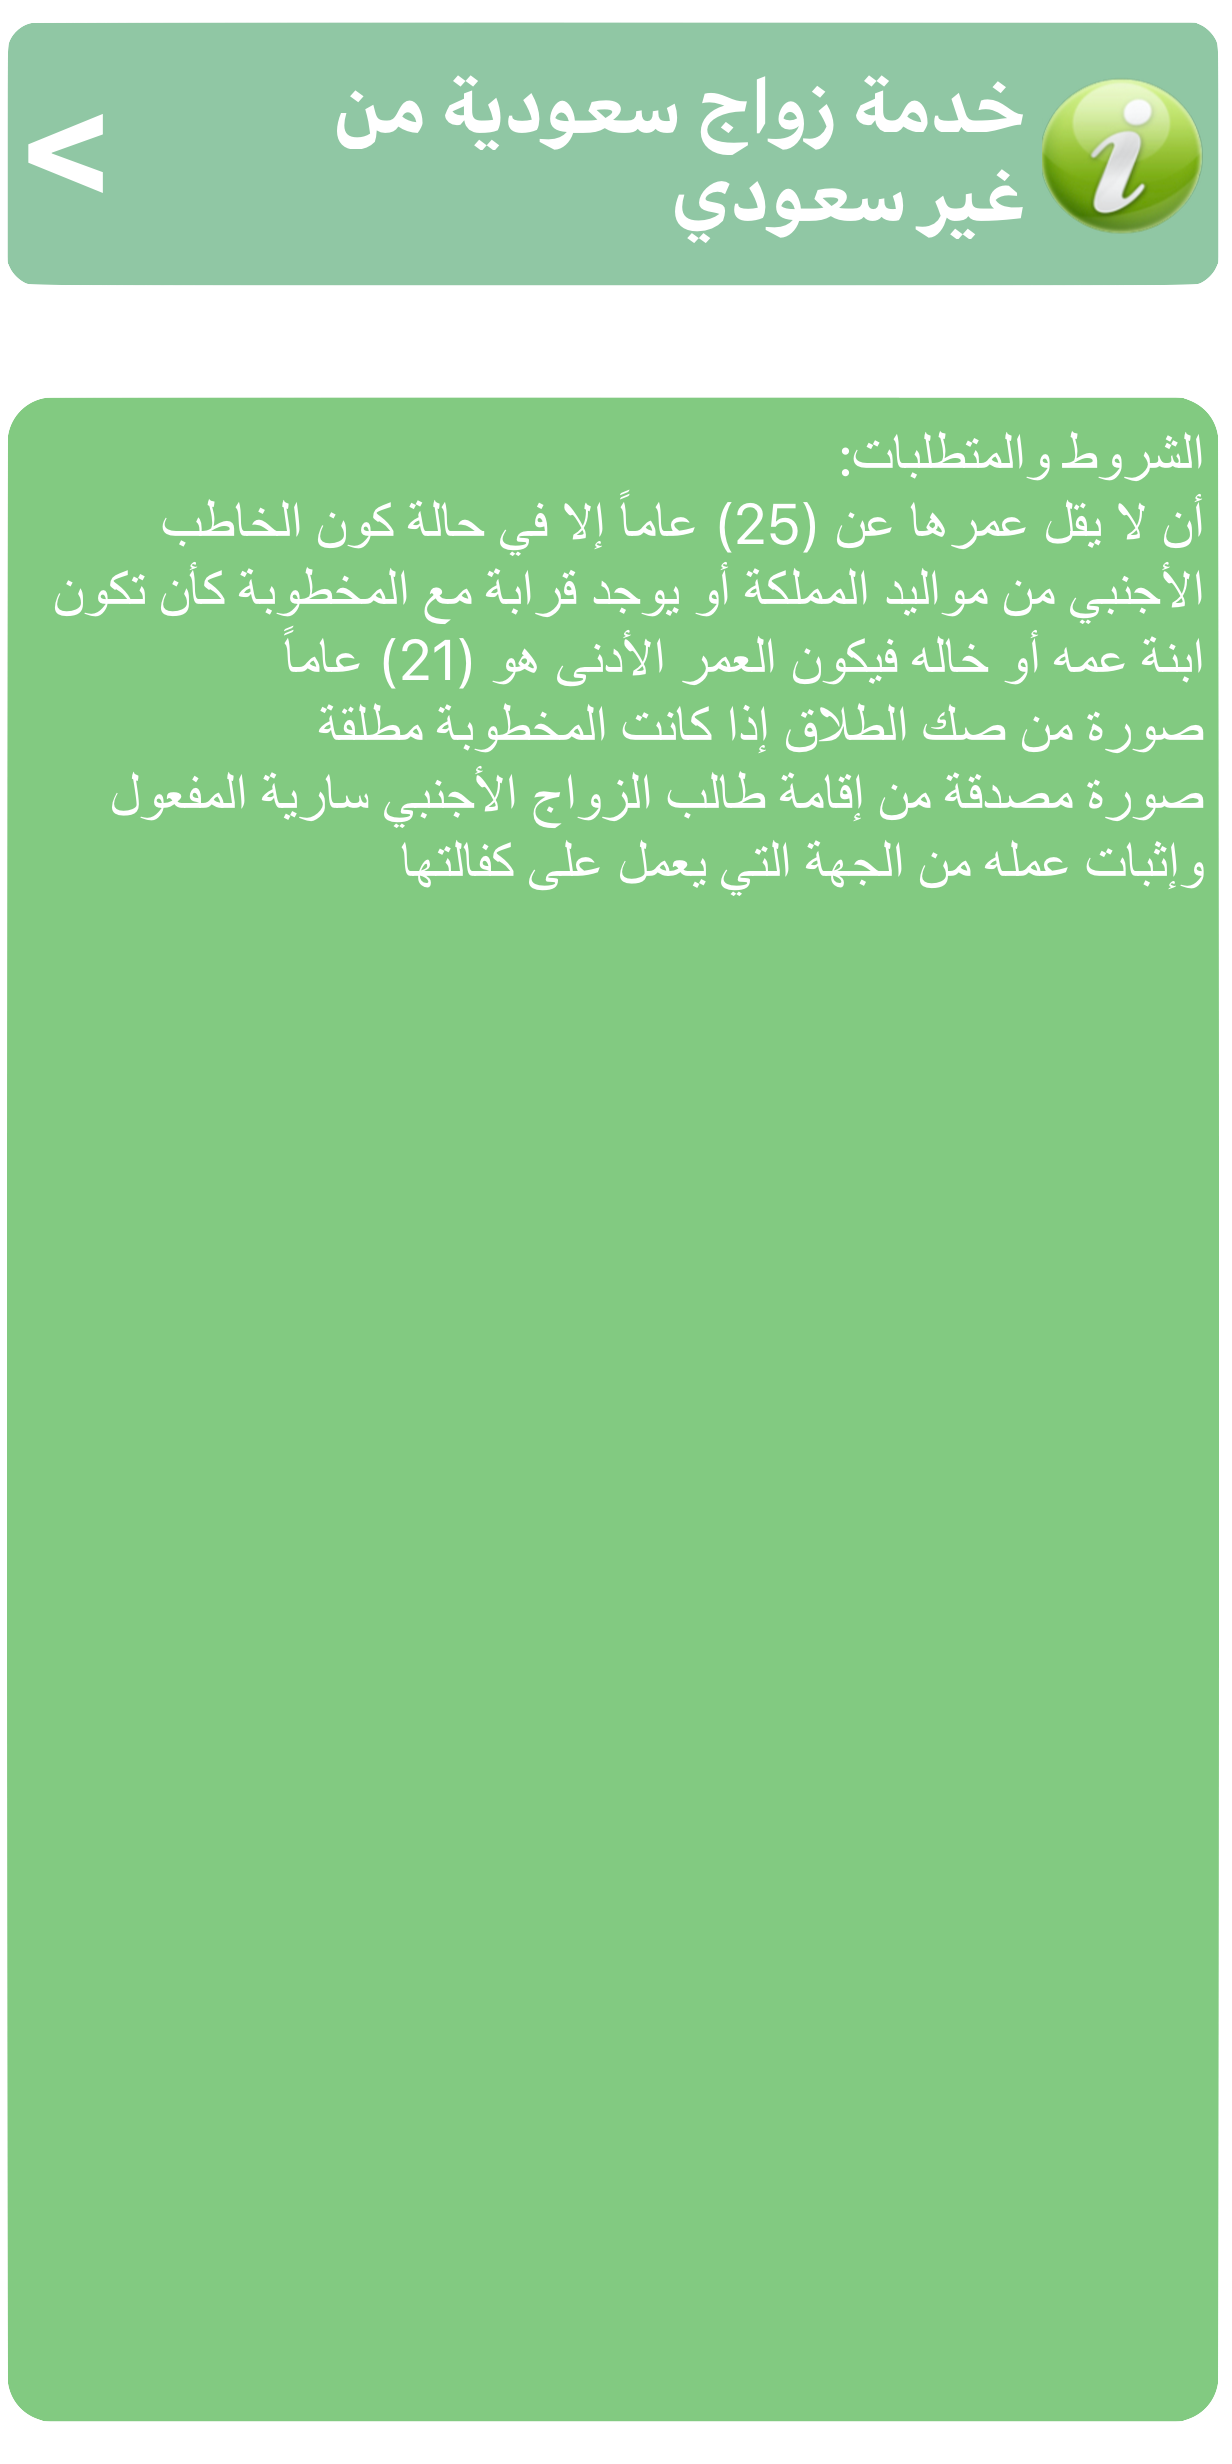 خدمة زواج سعودية من
غير سعودي
>
الشروط والمتطلبات:
أن لا يقل عمرها عن (25) عاماً إلا في حالة كون الخاطب
الأجنبي من مواليد المملكة أو يوجد قرابة مع المخطوبة كأن تكون
ابنة عمه أو خاله فيكون العمر الأدنى هو (21) عاماً
صورة من صك الطلاق إذا كانت المخطوبة مطلقة
صورة مصدقة من إقامة طالب الزواج الأجنبي سارية المفعول
وإثبات عمله من الجهة التي يعمل على كفالتها